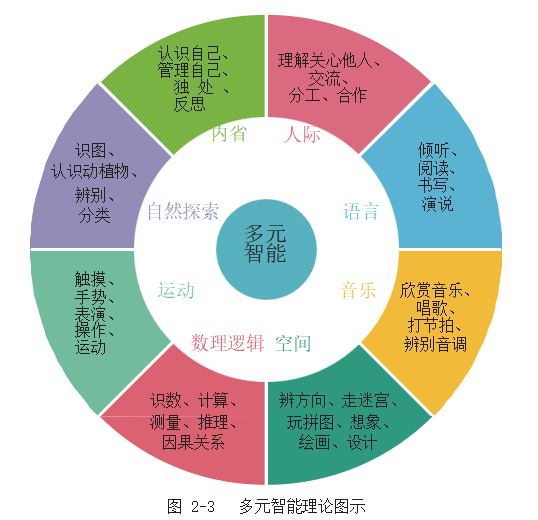 认识自己、
管理自己、
独 处 、
反思
理解关心他人、
交流、
分工、合作
倾听、
阅读、
书写、
演说
欣赏音乐、
唱歌、
打节拍、
辨别音调
辨方向、走迷宫、
玩拼图、想象、
绘画、设计
识数、计算、
测量、推理、
因果关系
触摸、
手势、
表演、
操作、
运动
识图、
认识动植物、
辨别、
分类
内省
人际
语言
音乐
空间
数理逻辑
运动
自然探索
多元
智能
图 2-3 多元智能理论图示